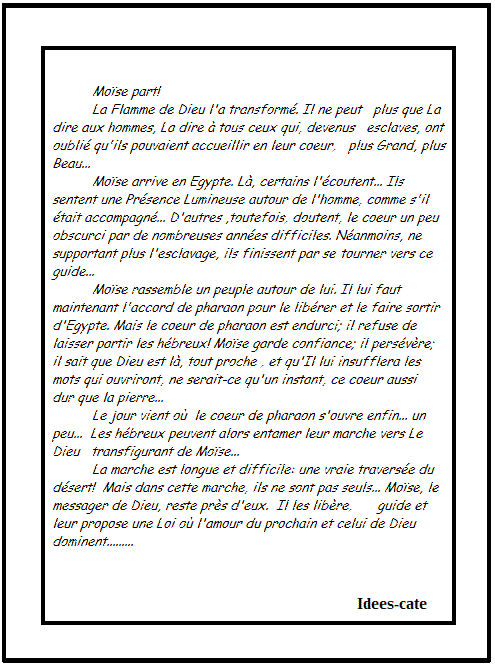 Moïse part!
La Flamme de Dieu l'a transformé. Il ne peut plus que La
dire aux hommes, La dire à tous ceux qui, devenus esclaves, ont
oublié qu'ils pouvaient accueillir en leur coeur, plus Grand, plus
Beau...
Moïse arrive en Egypte. Là, certains l'écoutent... Ils
sentent une Présence Lumineuse autour de l'homme, comme s'il
était accompagné... D'autres ,toutefois, doutent, le coeur un peu
obscurci par de nombreuses années difficiles. Néanmoins, ne
supportant plus l'esclavage, ils finissent par se tourner vers ce
guide...
Moïse rassemble un peuple autour de lui. Il lui faut
maintenant l'accord de pharaon pour le libérer et le faire sortir
d'Egypte. Mais le coeur de pharaon est endurci; il refuse de
laisser partir les hébreux! Moïse garde confiance; il persévère;
il sait que Dieu est là, tout proche , et qu'Il lui insufflera les
mots qui ouvriront, ne serait-ce qu'un instant, ce coeur aussi
dur que la pierre...
Le jour vient où le coeur de pharaon s'ouvre enfin... un
peu... Les hébreux peuvent alors entamer leur marche vers Le
Dieu transfigurant de Moïse...
La marche est longue et difficile: une vraie traversée du
désert! Mais dans cette marche, ils ne sont pas seuls... Moïse, le
messager de Dieu, reste près d'eux. Il les libère, guide et
leur propose une Loi où l'amour du prochain et celui de Dieu
dominent.........
Idees-cate